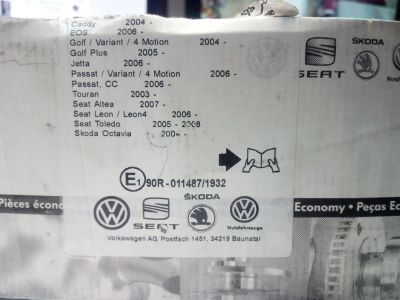 Caddy 2004 -
EOS 2006 -
Golf / Variant / 4 Motion 2004 -
Golf Plus 2005 -
Jetta 2006 -
Passat / Variant / 4 Motion 2006 -
Passat, CC 2006 -
Touran 2003 -
Seat Altea 2007 -
Seat Leon / Leon4 2006 -
Seat Toledo 2005 - 2008
Skoda Octavia 2004 -
SEAT
ŠKODA
E1 90R - 011487/1932
Pièces écono
SEAT
ŠKODA
Nutzfahrzeuge
Economy • Peças E
Volkswagen AG, Postfach 1451, 34219 Baunatal